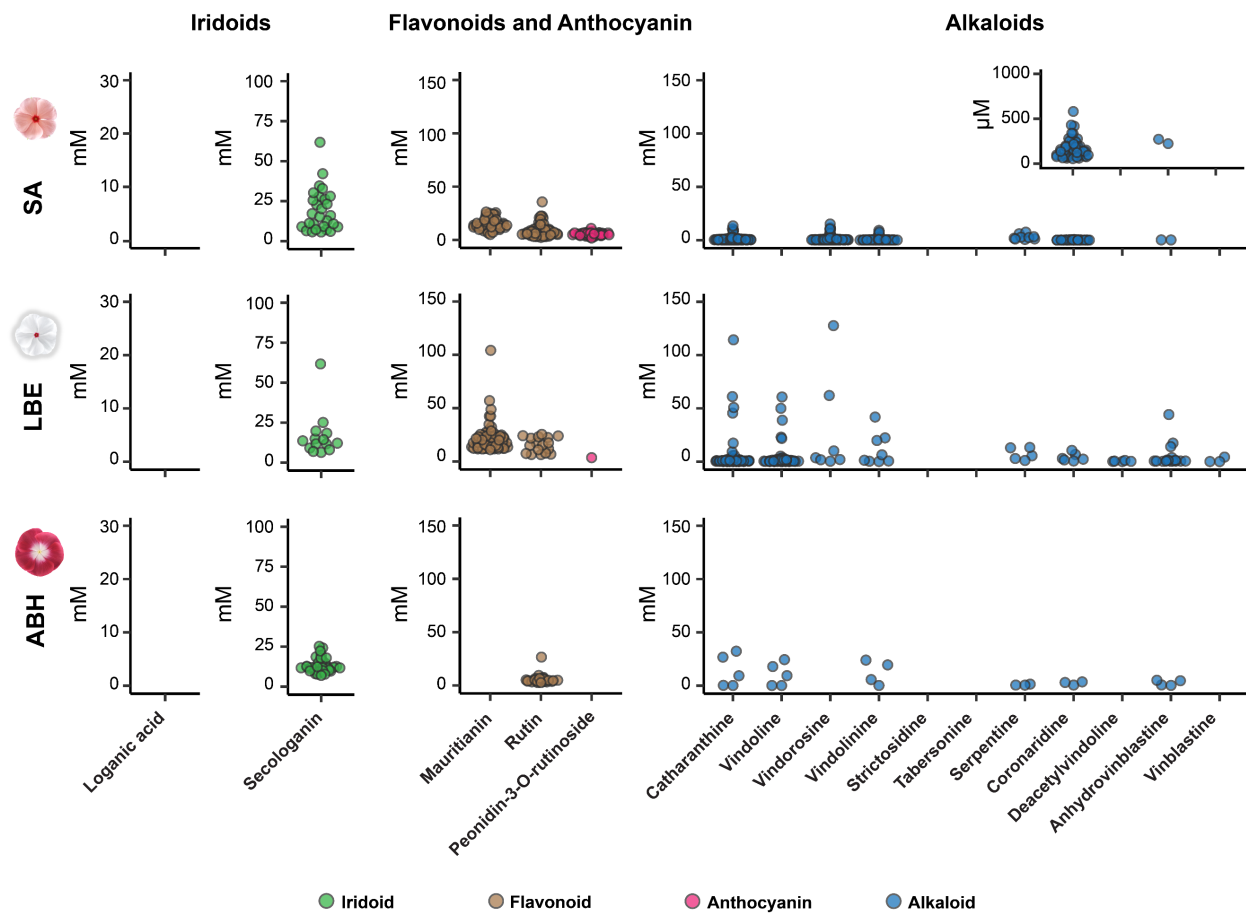 Iridoids
Flavonoids and Anthocyanin
Alkaloids
SA
mM
30
20
10
0
mM
100
75
50
25
0
mM
150
100
50
0
mM
150
100
50
0
µM
1000
500
0
LBE
mM
30
20
10
0
mM
100
75
50
25
0
mM
150
100
50
0
mM
150
100
50
0
ABH
mM
30
20
10
0
mM
100
75
50
25
0
mM
150
100
50
0
mM
150
100
50
0
Loganic acid
Secologanin
Mauritianin
Rutin
Peonidin-3-O-rutinoside
Catharanthine
Vindoline
Vindorosine
Vindolinine
Strictosidine
Tabersonine
Serpentine
Coronaridine
Deacetylvindoline
Anhydrovinblastine
Vinblastine
Iridoid
Flavonoid
Anthocyanin
Alkaloid